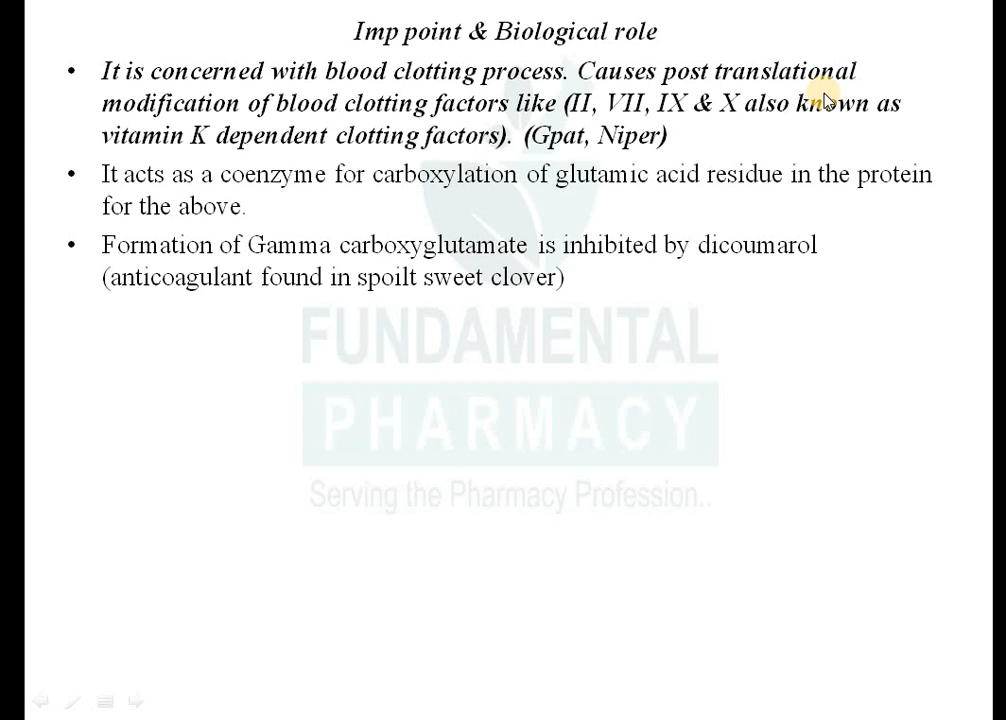 Imp point & Biological role
• It is concerned with blood clotting process. Causes post translational
modification of blood clotting factors like (II, VII, IX & X also known as
vitamin K dependent clotting factors). (Gpat, Niper)
• It acts as a coenzyme for carboxylation of glutamic acid residue in the protein
for the above.
• Formation of Gamma carboxyglutamate is inhibited by dicoumarol
(anticoagulant found in spoilt sweet clover)
FUNDAMENTAL
PHARMACY
Serving the Pharmacy Profession..